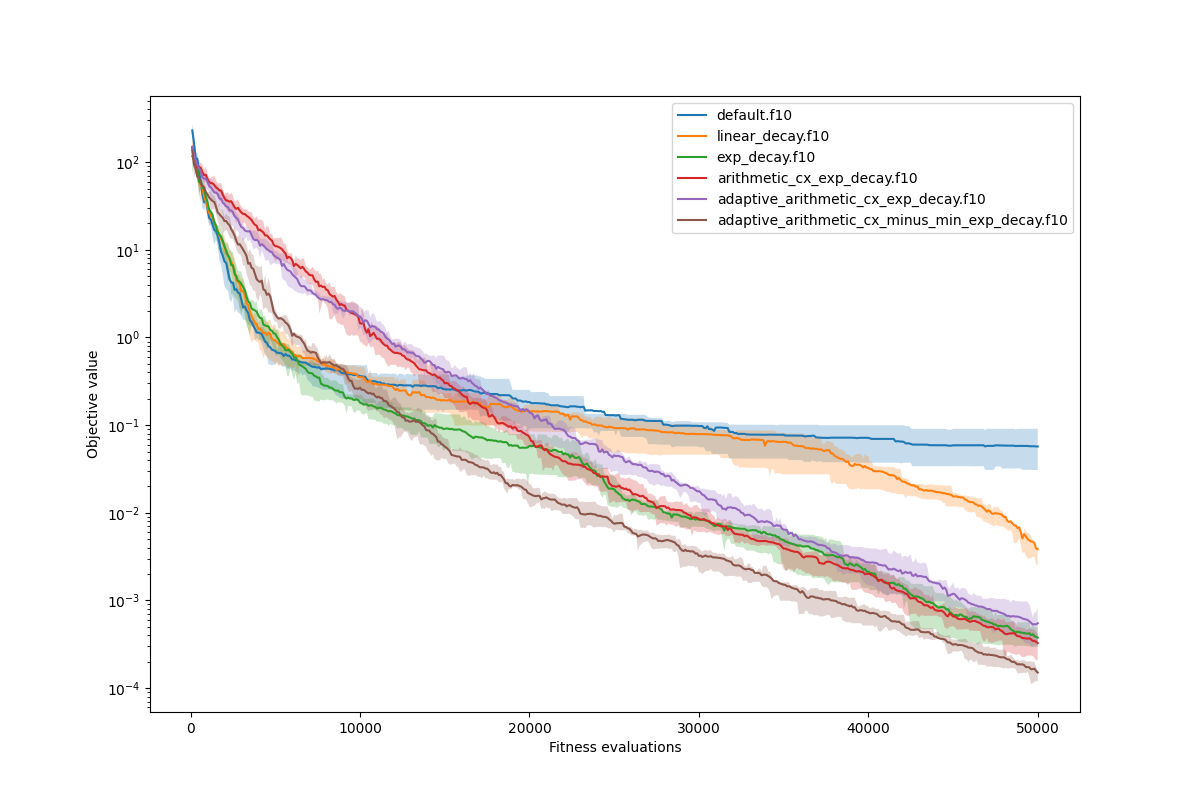 default.f10
linear_decay.f10
exp_decay.f10
arithmetic_cx_exp_decay.f10
adaptive_arithmetic_cx_exp_decay.f10
adaptive_arithmetic_cx_minus_min_exp_decay.f10
10²
10¹
10⁰
10⁻¹
10⁻²
10⁻³
10⁻⁴
Objective value
0 10000 20000 30000 40000 50000
Fitness evaluations